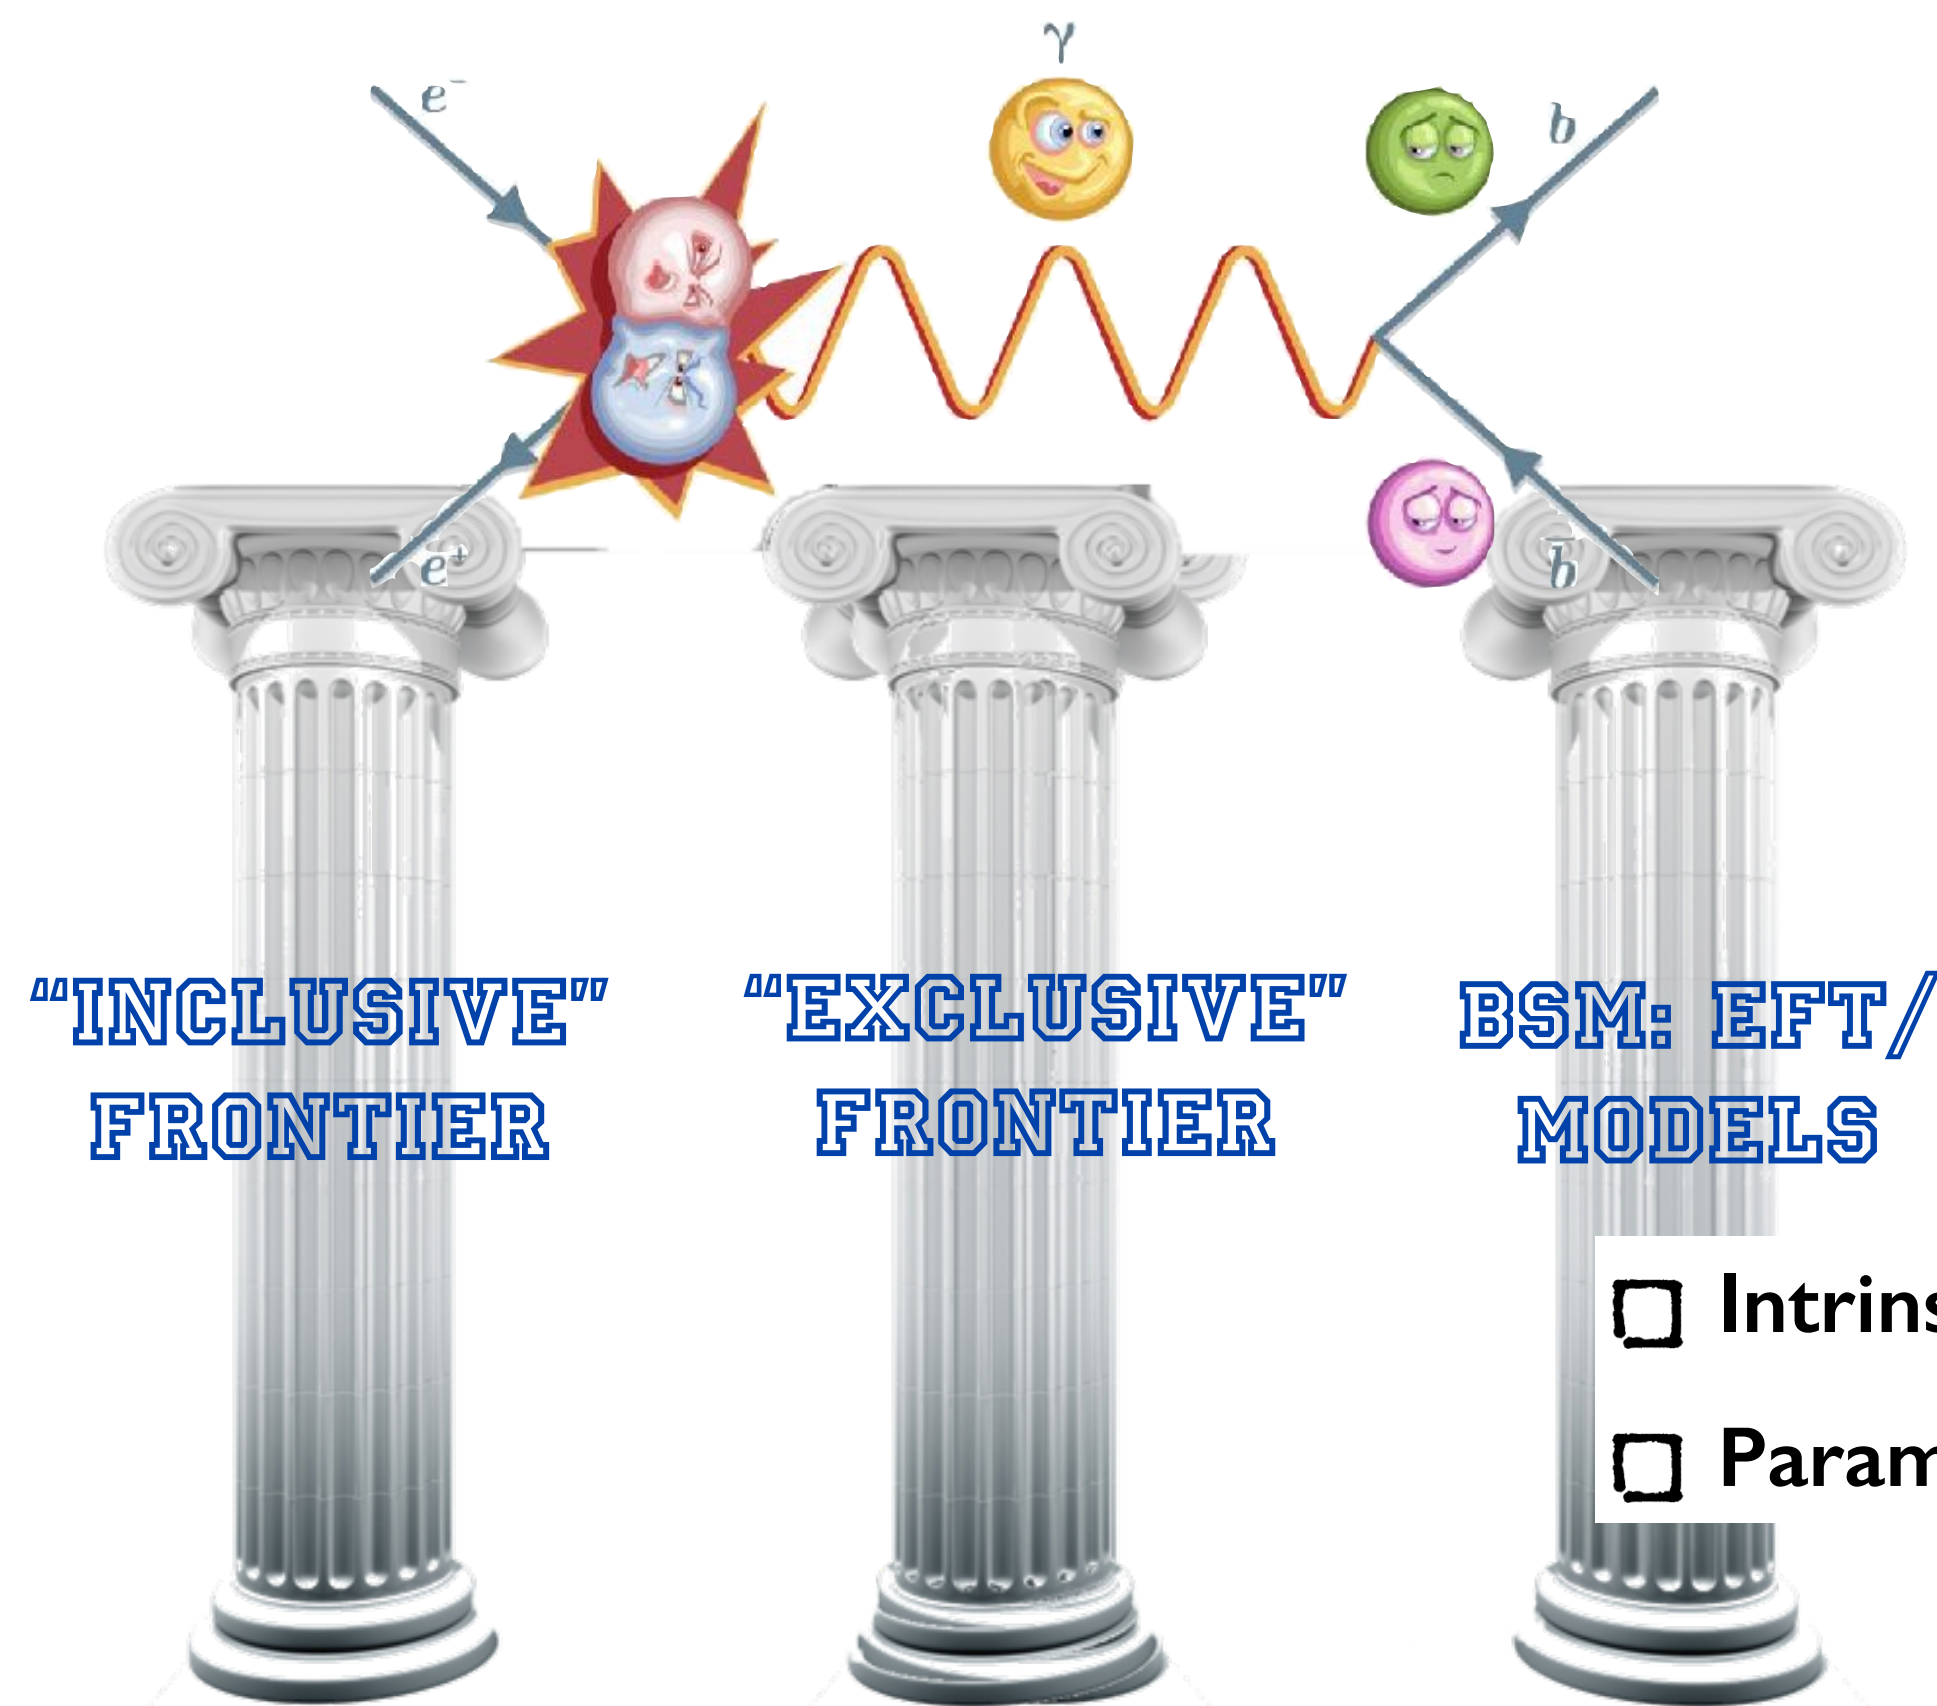 γ
e⁻
b
e⁺
b̄
“INCLUSIVE”
FRONTIER
“EXCLUSIVE”
FRONTIER
BSM: EFT/
MODELS